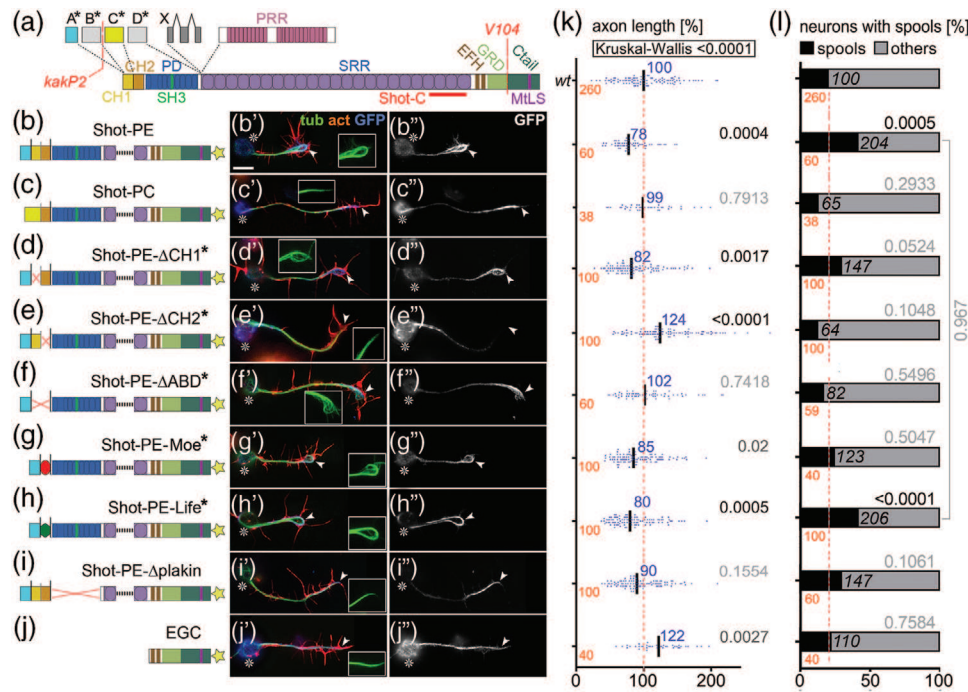 (a)
A* B* C* D* X PRR
V104
kakP2 CH2 PD SRR EFH GRD Ctail
CH1 SH3 Shot-C MtLS
(b) Shot-PE
(b') tub act GFP
(b") GFP
(c) Shot-PC
(c')
(c")
(d) Shot-PE-ΔCH1*
(d')
(d")
(e) Shot-PE-ΔCH2*
(e')
(e")
(f) Shot-PE-ΔABD*
(f')
(f")
(g) Shot-PE-Moe*
(g')
(g")
(h) Shot-PE-Life*
(h')
(h")
(i) Shot-PE-Δplakin
(i')
(i")
(j) EGC
(j')
(j")
(k) axon length [%]
Kruskal-Wallis <0.0001
wt 100
260
78 0.0004
60
99 0.7913
38
82 0.0017
100
124 <0.0001
100
102 0.7418
60
85 0.02
40
80 0.0005
100
90 0.1554
100
122 0.0027
40
0 100 200
(l) neurons with spools [%]
spools others
100
260
0.0005
204
60
0.2933
65
38
0.0524
147
100
0.1048
64
100
0.967
0.5496
82
59
0.5047
123
40
<0.0001
206
100
0.1061
147
60
0.7584
110
40
0 50 100